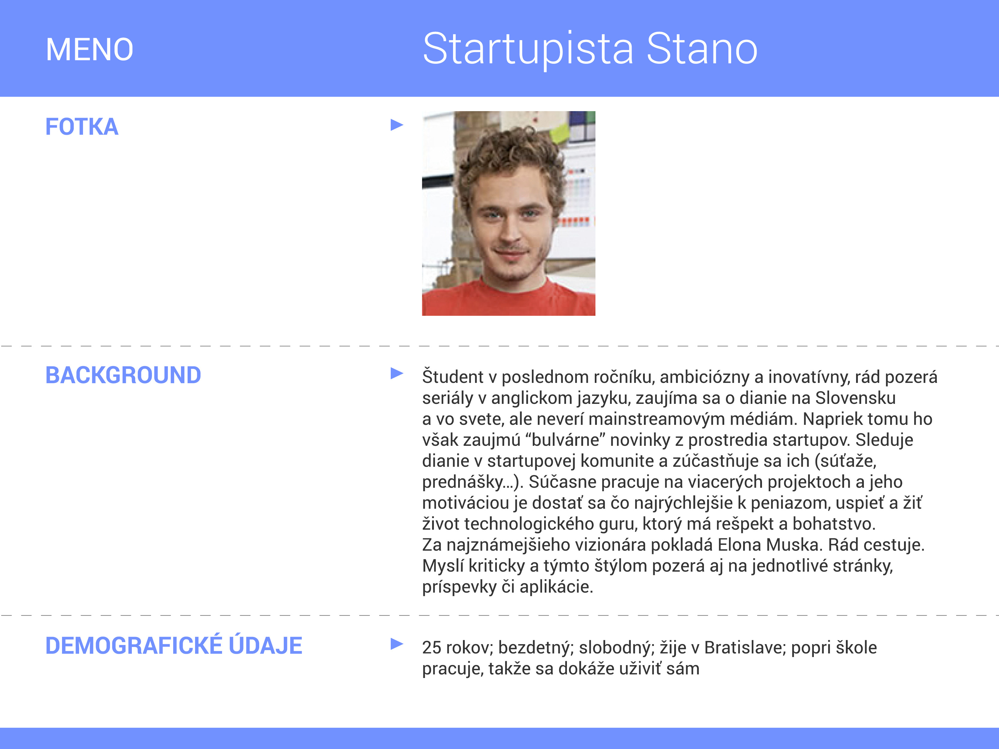 MENO
Startupista Stano
FOTKA
BACKGROUND
Študent v poslednom ročníku, ambiciózny a inovatívny, rád pozerá
seriály v anglickom jazyku, zaujíma sa o dianie na Slovensku
a vo svete, ale neverí mainstreamovým médiám. Napriek tomu ho
však zaujmú “bulvárne” novinky z prostredia startupov. Sleduje
dianie v startupovej komunite a zúčastňuje sa ich (súťaže,
prednášky...). Súčasne pracuje na viacerých projektoch a jeho
motiváciou je dostať sa čo najrýchlejšie k peniazom, uspieť a žiť
život technologického guru, ktorý má rešpekt a bohatstvo.
Za najznámejšieho vizionára pokladá Elona Muska. Rád cestuje.
Myslí kriticky a týmto štýlom pozerá aj na jednotlivé stránky,
príspevky či aplikácie.
DEMOGRAFICKÉ ÚDAJE
25 rokov; bezdetný; slobodný; žije v Bratislave; popri škole
pracuje, takže sa dokáže uživiť sám